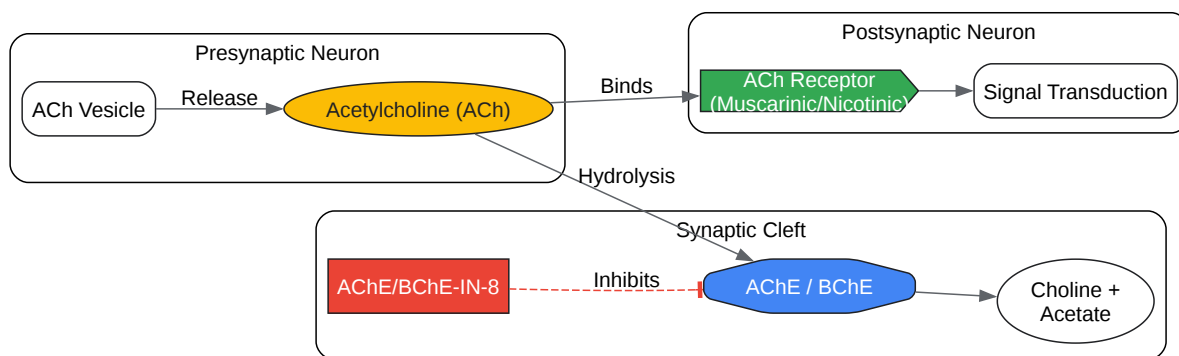 Presynaptic Neuron
ACh Vesicle
Release
Acetylcholine (ACh)
Binds
Postsynaptic Neuron
ACh Receptor
(Muscarinic/Nicotinic)
Signal Transduction
Hydrolysis
Synaptic Cleft
AChE/BChE-IN-8
Inhibits
AChE / BChE
Choline +
Acetate